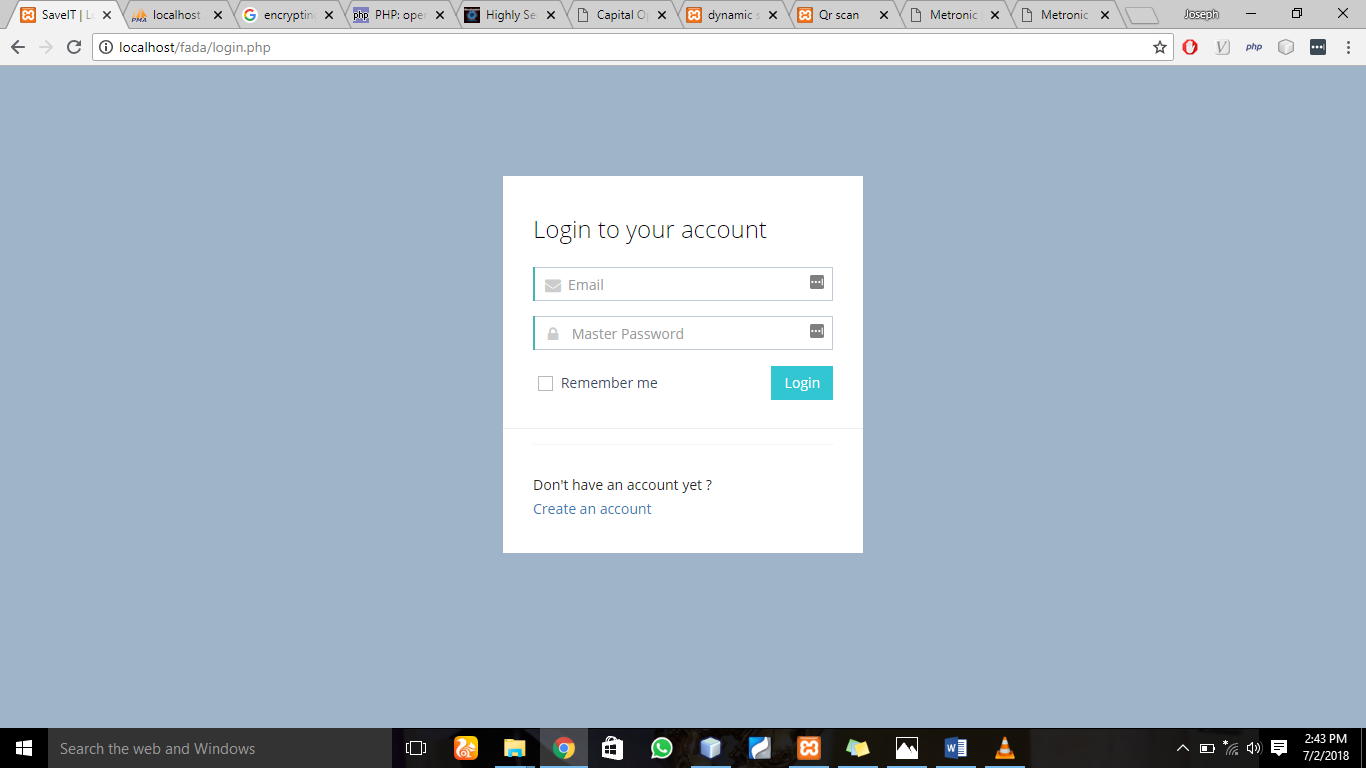 SaveIT | L
localhost
encryptin
PHP: oper
Highly Se
Capital O
dynamic s
Qr scan
Metronic
Metronic
Joseph
localhost/fada/login.php
php
Login to your account
Email
Master Password
Remember me
Login
Don't have an account yet ?
Create an account
Search the web and Windows
2:43 PM
7/2/2018